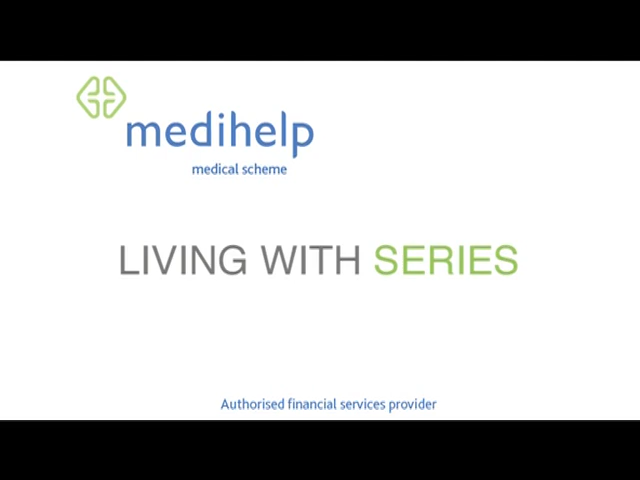 medihelp
medical scheme
LIVING WITH SERIES
Authorised financial services provider